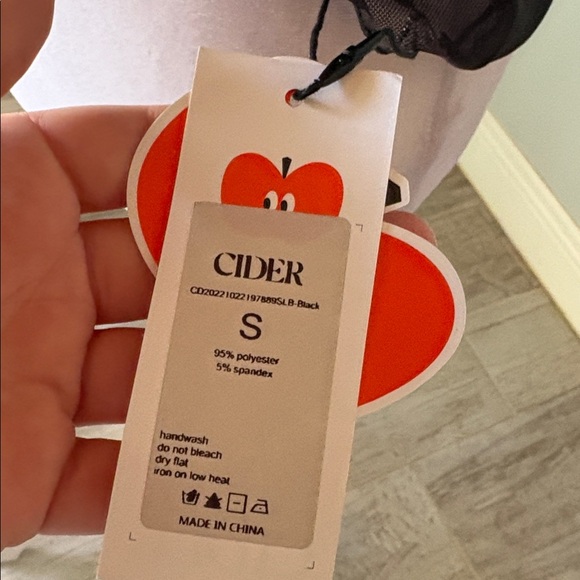 CIDER
CD20221022197889SLB-Black
S
95% polyester
5% spandex
handwash
do not bleach
dry flat
iron on low heat
MADE IN CHINA